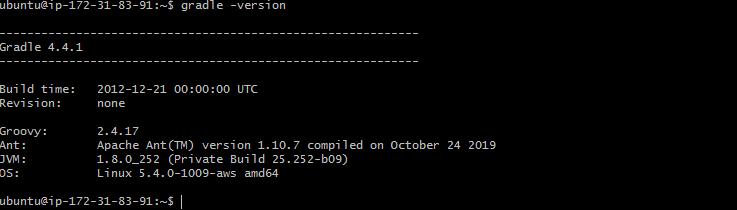 ubuntu@ip-172-31-83-91:~$ gradle -version
------------------------------------------------------------
Gradle 4.4.1
------------------------------------------------------------
Build time:   2012-12-21 00:00:00 UTC
Revision:     none
Groovy:       2.4.17
Ant:          Apache Ant(TM) version 1.10.7 compiled on October 24 2019
JVM:          1.8.0_252 (Private Build 25.252-b09)
OS:           Linux 5.4.0-1009-aws amd64
ubuntu@ip-172-31-83-91:~$